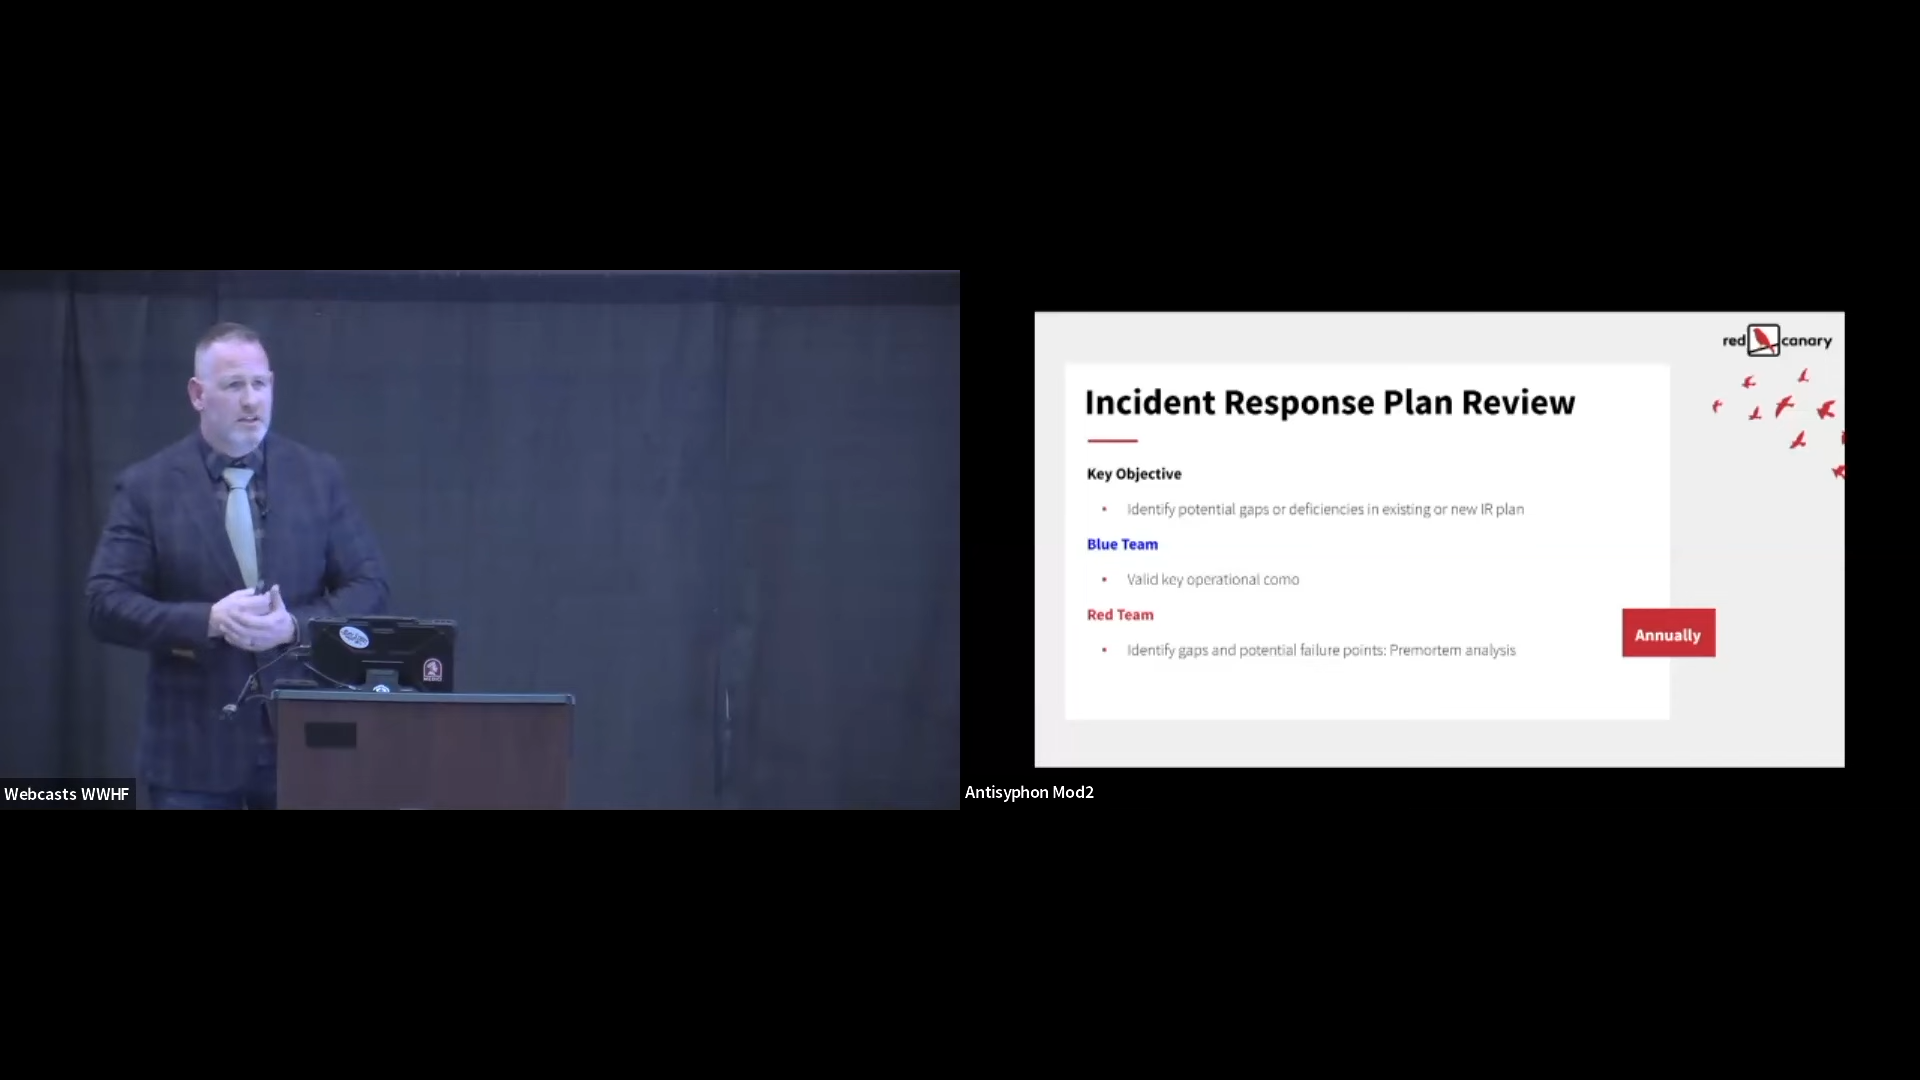 Webcasts WWHF
red canary
Incident Response Plan Review
Key Objective
Identify potential gaps or deficiencies in existing or new IR plan
Blue Team
Valid key operational como
Red Team
Identify gaps and potential failure points: Premortem analysis
Annually
Antisyphon Mod2